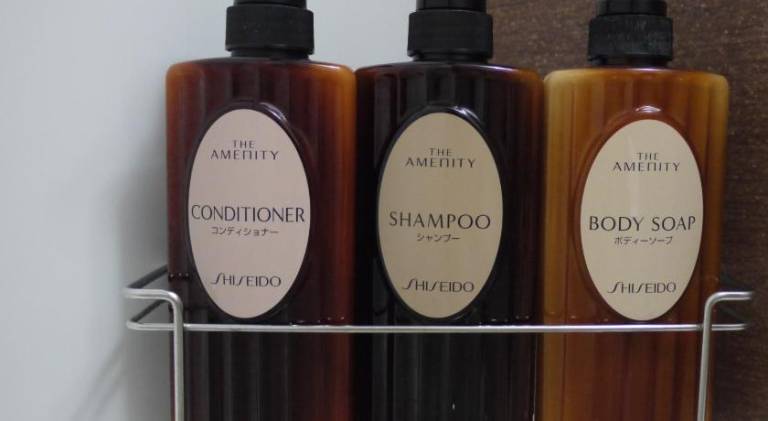 THE
AMENITY
CONDITIONER
コンディショナー
SHISEIDO
THE
AMENITY
SHAMPOO
シャンプー
SHISEIDO
THE
AMENITY
BODY SOAP
ボディーソープ
SHISEIDO